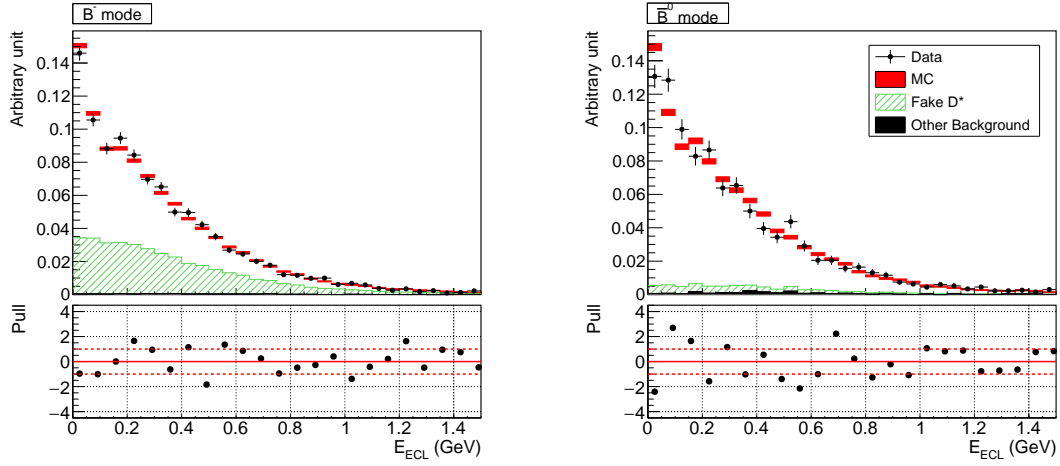 B⁻ mode
Arbitrary unit
0.14
0.12
0.1
0.08
0.06
0.04
0.02
0
Pull
4
2
0
−2
−4
0 0.2 0.4 0.6 0.8 1 1.2 1.4
E_ECL (GeV)
B̅⁰ mode
Arbitrary unit
0.14
0.12
0.1
0.08
0.06
0.04
0.02
0
Data
MC
Fake D*
Other Background
Pull
4
2
0
−2
−4
0 0.2 0.4 0.6 0.8 1 1.2 1.4
E_ECL (GeV)